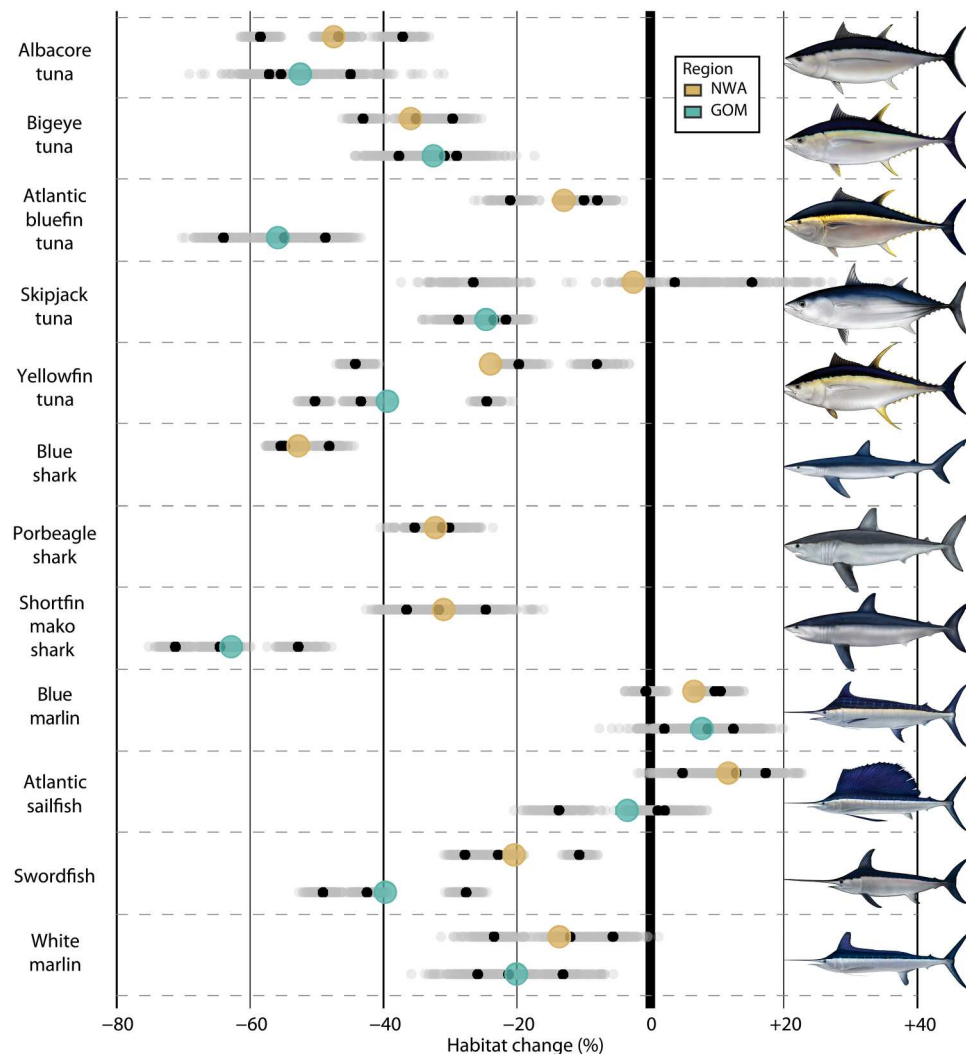 Albacore
tuna
Region
NWA
GOM
Bigeye
tuna
Atlantic
bluefin
tuna
Skipjack
tuna
Yellowfin
tuna
Blue
shark
Porbeagle
shark
Shortfin
mako
shark
Blue
marlin
Atlantic
sailfish
Swordfish
White
marlin
−80 −60 −40 −20 0 +20 +40
Habitat change (%)